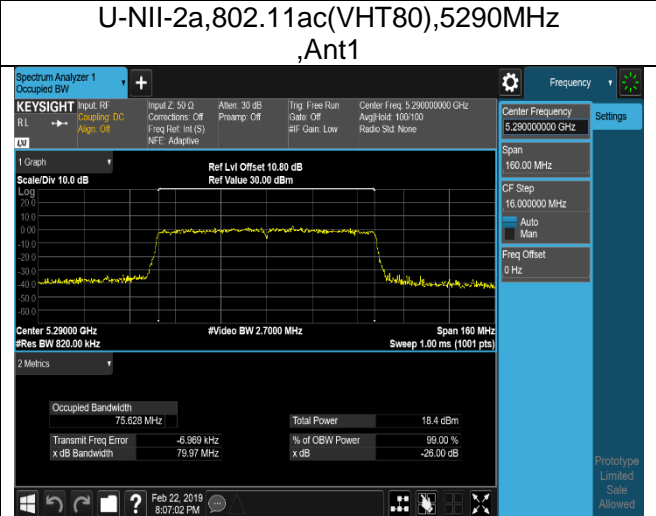 U-NII-2a,802.11ac(VHT80),5290MHz
,Ant1
Spectrum Analyzer 1
Occupied BW
Frequency
KEYSIGHT
RL
LXI
Input: RF
Coupling: DC
Align: Off
Input Z: 50 Ω
Corrections: Off
Freq Ref: Int (S)
NFE: Adaptive
Atten: 30 dB
Preamp: Off
Trig: Free Run
Gate: Off
#IF Gain: Low
Center Freq: 5.290000000 GHz
Avg|Hold: 100/100
Radio Std: None
Center Frequency
5.290000000 GHz
Settings
Span
160.00 MHz
CF Step
16.000000 MHz
Auto
Man
Freq Offset
0 Hz
1 Graph
Scale/Div 10.0 dB
Ref Lvl Offset 10.80 dB
Ref Value 30.00 dBm
Log
20.0
10.0
0.00
-10.0
-20.0
-30.0
-40.0
-50.0
-60.0
Center 5.29000 GHz
#Video BW 2.7000 MHz
Span 160 MHz
#Res BW 820.00 kHz
Sweep 1.00 ms (1001 pts)
2 Metrics
Occupied Bandwidth
75.628 MHz
Total Power 18.4 dBm
Transmit Freq Error -6.969 kHz
% of OBW Power 99.00 %
x dB Bandwidth 79.97 MHz
x dB -26.00 dB
Prototype
Limited
Sale
Allowed
Feb 22, 2019
8:07:02 PM